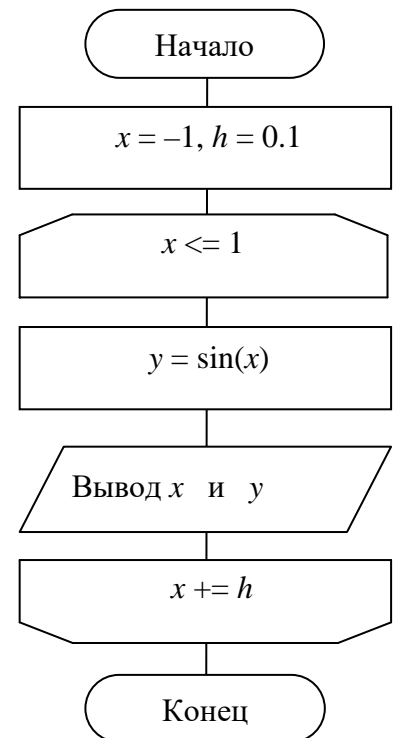 Начало
x = –1, h = 0.1
x <= 1
y = sin(x)
Вывод x и y
x += h
Конец